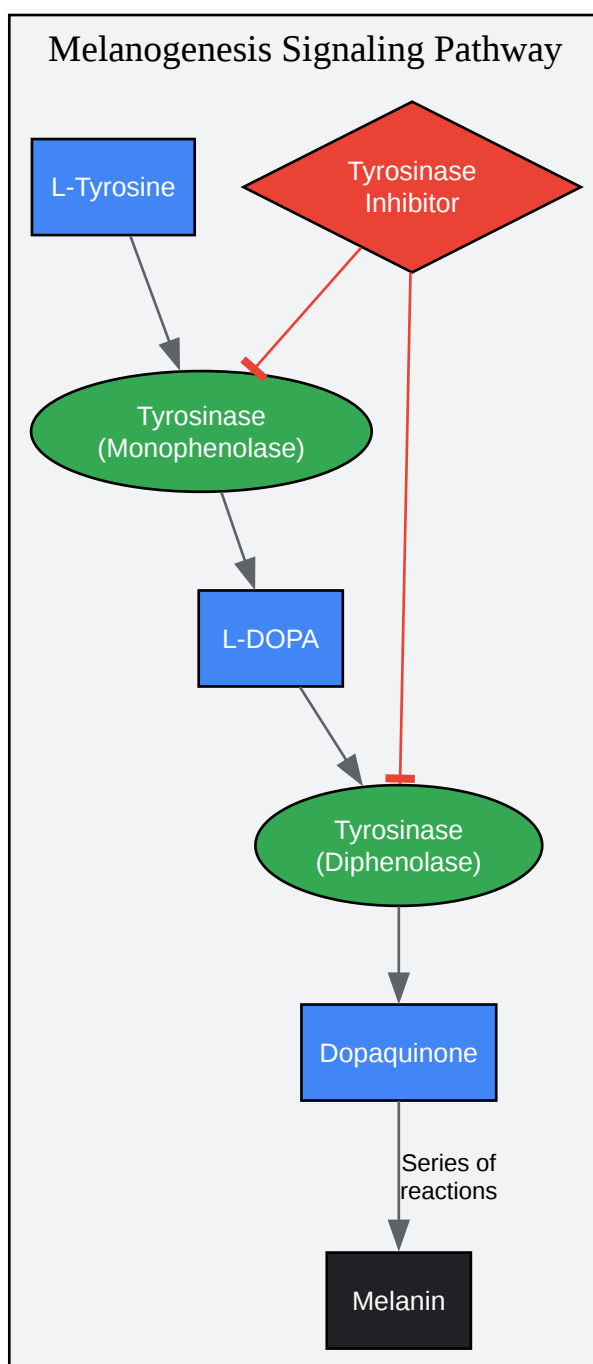 Melanogenesis Signaling Pathway
L-Tyrosine
Tyrosinase
Inhibitor
Tyrosinase
(Monophenolase)
L-DOPA
Tyrosinase
(Diphenolase)
Dopaquinone
Series of
reactions
Melanin